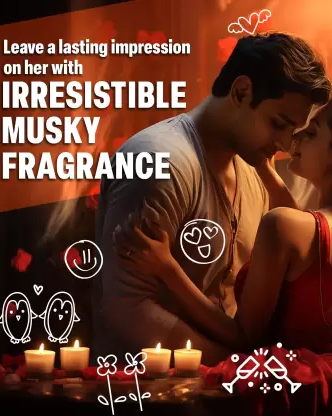 Leave a lasting impression
on her with
IRRESISTIBLE
MUSKY
FRAGRANCE